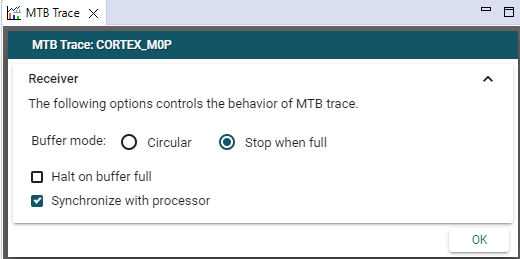 MTB Trace
MTB Trace: CORTEX_M0P
Receiver
The following options controls the behavior of MTB trace.
Buffer mode: Circular Stop when full
Halt on buffer full
Synchronize with processor
OK